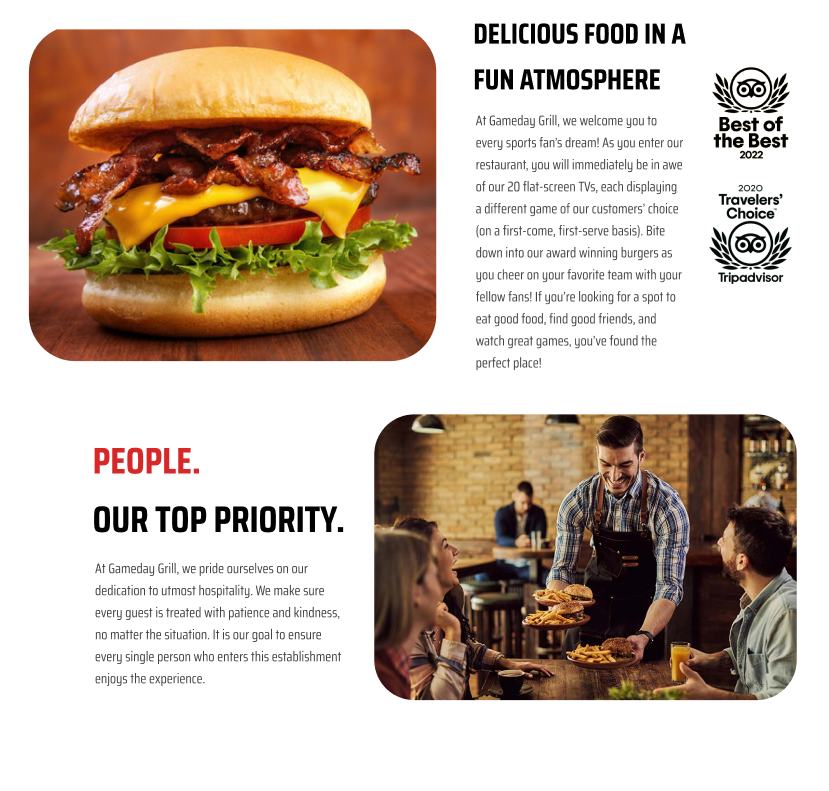 DELICIOUS FOOD IN A
FUN ATMOSPHERE
At Gameday Grill, we welcome you to
every sports fan's dream! As you enter our
restaurant, you will immediately be in awe
of our 20 flat-screen TVs, each displaying
a different game of our customers' choice
(on a first-come, first-serve basis). Bite
down into our award winning burgers as
you cheer on your favorite team with your
fellow fans! If you're looking for a spot to
eat good food, find good friends, and
watch great games, you've found the
perfect place!
Best of
the Best
2022
2020
Travelers'
Choice™
Tripadvisor
PEOPLE.
OUR TOP PRIORITY.
At Gameday Grill, we pride ourselves on our
dedication to utmost hospitality. We make sure
every guest is treated with patience and kindness,
no matter the situation. It is our goal to ensure
every single person who enters this establishment
enjoys the experience.